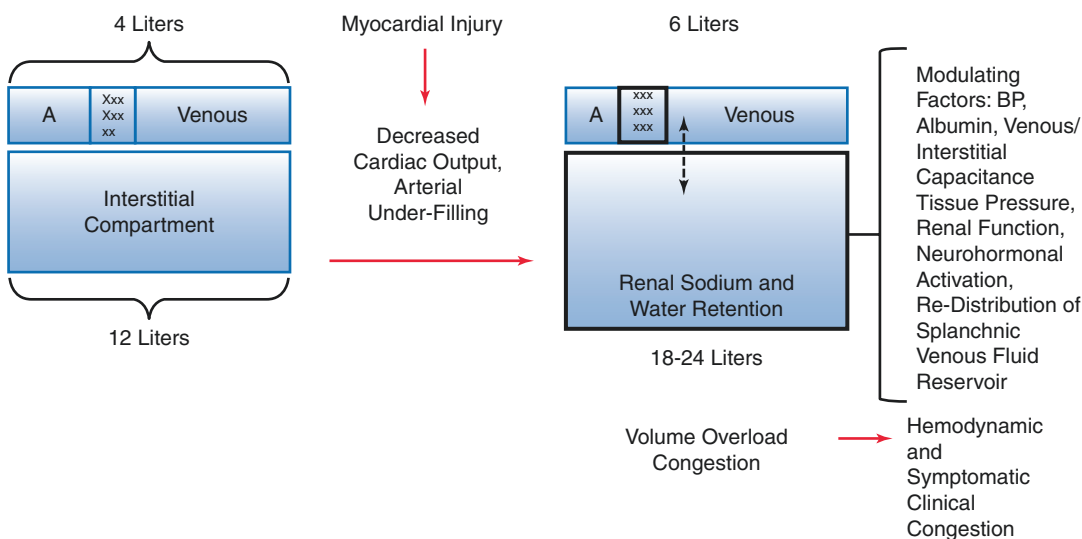 4 Liters
A
Xxx
Xxx
xx
Venous
Interstitial
Compartment
12 Liters
Myocardial Injury
Decreased
Cardiac Output,
Arterial
Under-Filling
6 Liters
A
xxx
xxx
xxx
Venous
Renal Sodium and
Water Retention
18-24 Liters
Modulating
Factors: BP,
Albumin, Venous/
Interstitial
Capacitance
Tissue Pressure,
Renal Function,
Neurohormonal
Activation,
Re-Distribution of
Splanchnic
Venous Fluid
Reservoir
Volume Overload
Congestion
Hemodynamic
and
Symptomatic
Clinical
Congestion